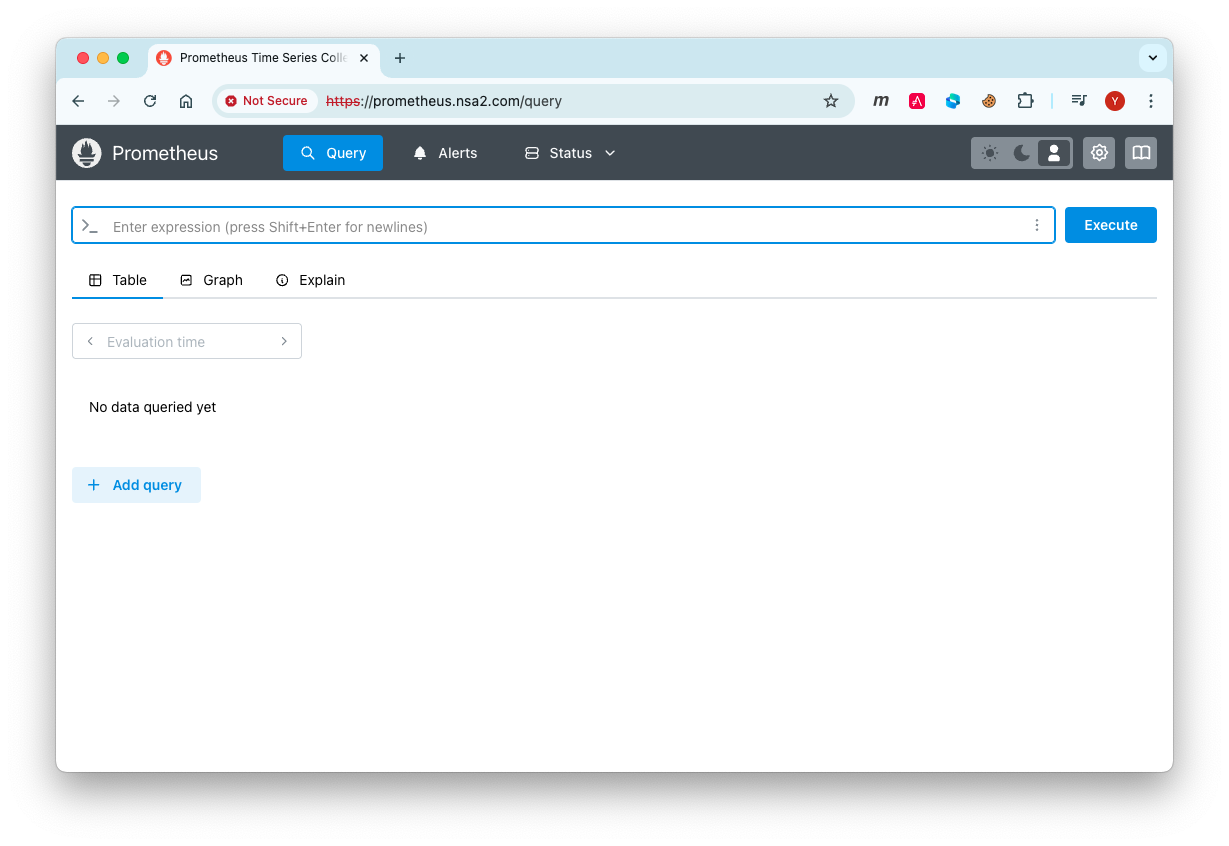 Prometheus Time Series Colle
Not Secure https://prometheus.nsa2.com/query
m
Y
Prometheus Query Alerts Status
Enter expression (press Shift+Enter for newlines) Execute
Table Graph Explain
Evaluation time
No data queried yet
Add query